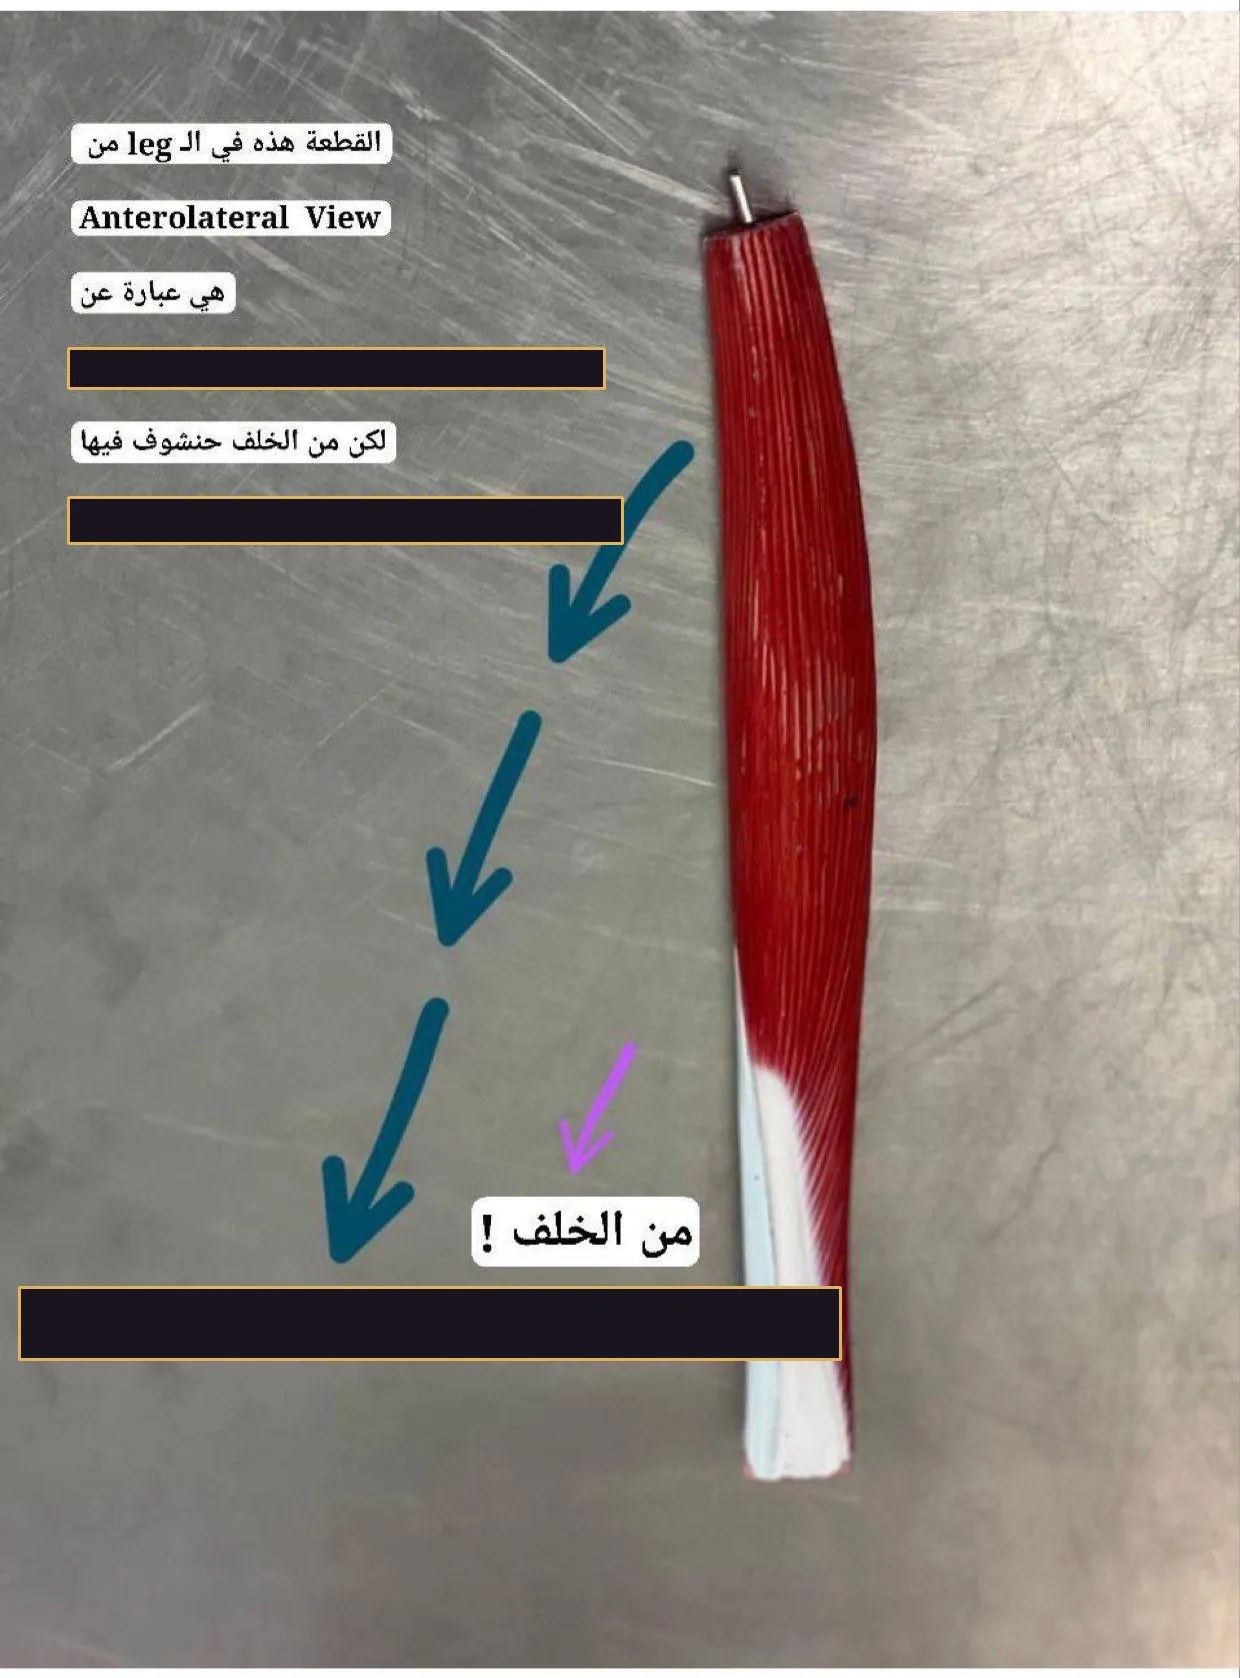 القطعة هذه في الـ leg من
Anterolateral View
هي عبارة عن
لكن من الخلف حنشوف فيها
من الخلف !